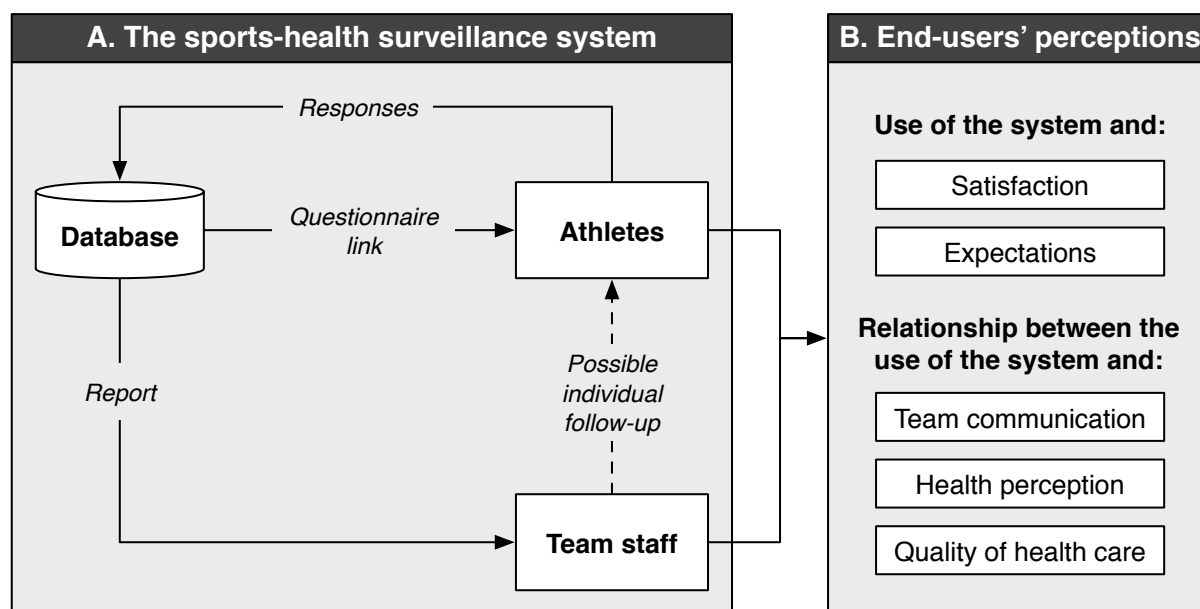 A. The sports-health surveillance system
Responses
Database
Questionnaire
link
Athletes
Report
Possible
individual
follow-up
Team staff
B. End-users’ perceptions
Use of the system and:
Satisfaction
Expectations
Relationship between the
use of the system and:
Team communication
Health perception
Quality of health care